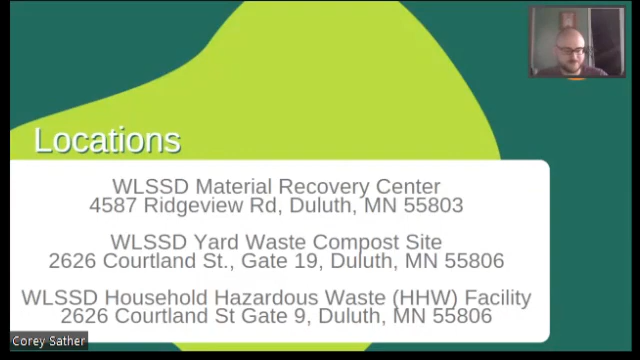 Locations
WLSSD Material Recovery Center
4587 Ridgeview Rd, Duluth, MN 55803
WLSSD Yard Waste Compost Site
2626 Courtland St., Gate 19, Duluth, MN 55806
WLSSD Household Hazardous Waste (HHW) Facility
2626 Courtland St Gate 9, Duluth, MN 55806
Corey Sather